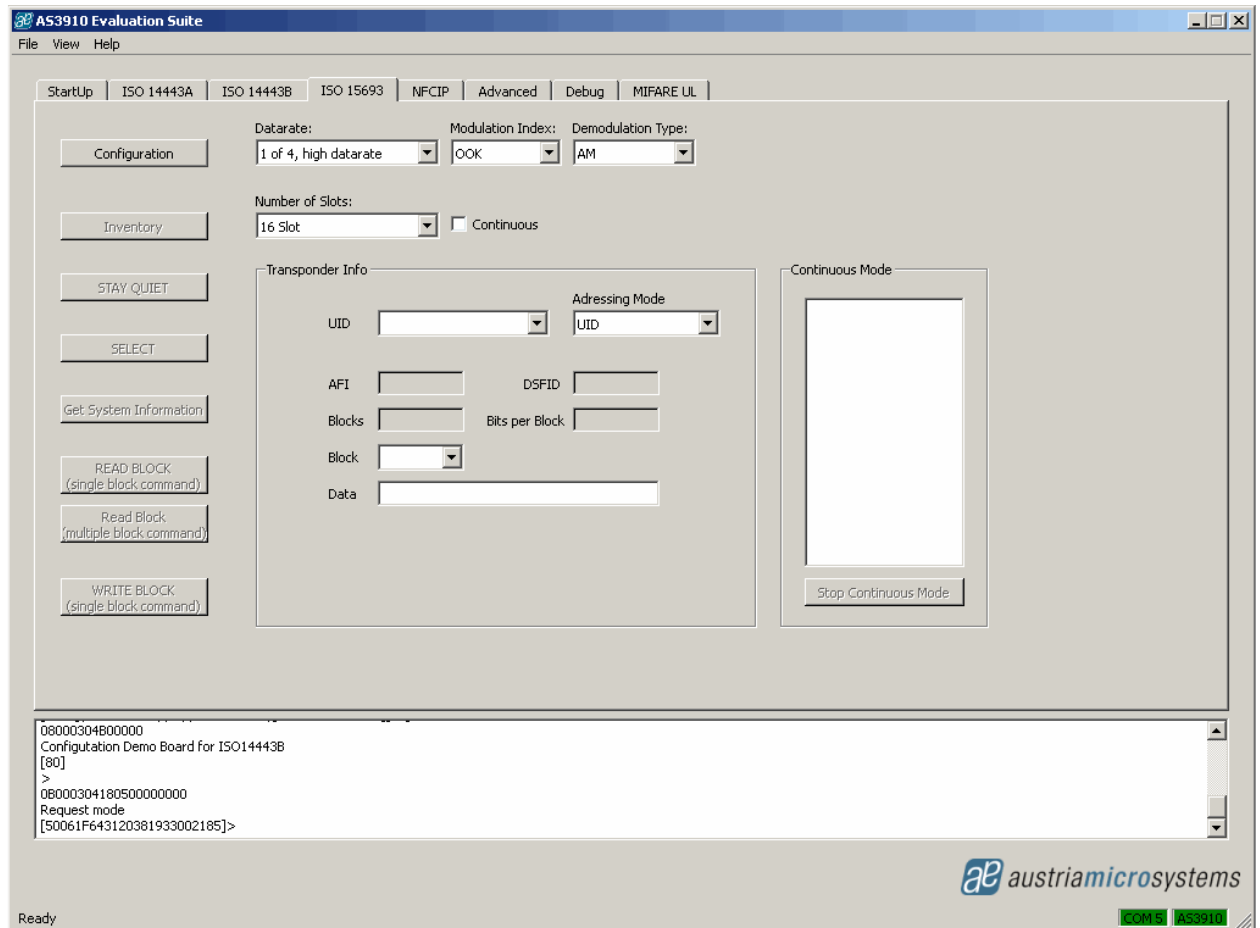 AS3910 Evaluation Suite
File View Help
StartUp ISO 14443A ISO 14443B ISO 15693 NFCIP Advanced Debug MIFARE UL
Datarate: Modulation Index: Demodulation Type:
Configuration 1 of 4, high datarate OOK AM
Number of Slots:
Inventory 16 Slot Continuous
Transponder Info Continuous Mode
STAY QUIET
Adressing Mode
UID UID
SELECT
AFI DSFID
Get System Information
Blocks Bits per Block
Block
READ BLOCK
(single block command)
Data
Read Block
(multiple block command)
WRITE BLOCK
(single block command)
Stop Continuous Mode
08000304B00000
Configutation Demo Board for ISO14443B
[80]
>
0B000304180500000000
Request mode
[50061F643120381933002185]>
ae austriamicrosystems
Ready COM 5 AS3910